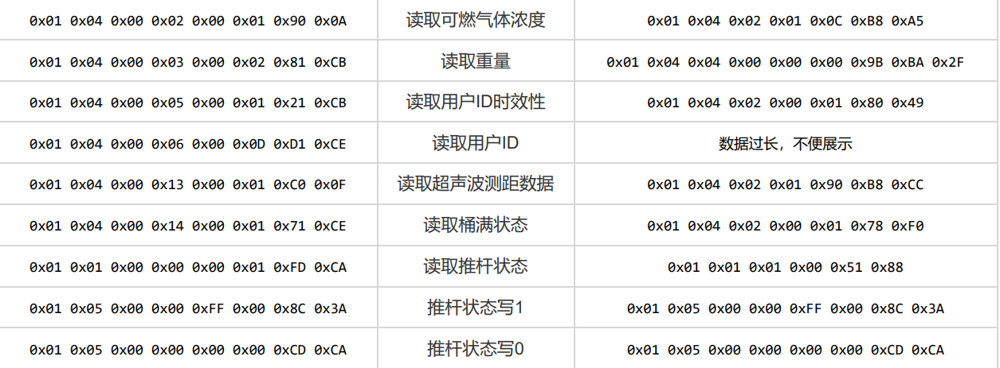 0x01 0x04 0x00 0x02 0x00 0x01 0x90 0x0A 读取可燃气体浓度 0x01 0x04 0x02 0x01 0x0C 0xB8 0xA5
0x01 0x04 0x00 0x03 0x00 0x02 0x81 0xCB 读取重量 0x01 0x04 0x04 0x00 0x00 0x00 0x9B 0xBA 0x2F
0x01 0x04 0x00 0x05 0x00 0x01 0x21 0xCB 读取用户ID时效性 0x01 0x04 0x02 0x00 0x01 0x80 0x49
0x01 0x04 0x00 0x06 0x00 0x0D 0xD1 0xCE 读取用户ID 数据过长，不便展示
0x01 0x04 0x00 0x13 0x00 0x01 0xC0 0x0F 读取超声波测距数据 0x01 0x04 0x02 0x01 0x90 0xB8 0xCC
0x01 0x04 0x00 0x14 0x00 0x01 0x71 0xCE 读取桶满状态 0x01 0x04 0x02 0x00 0x01 0x78 0xF0
0x01 0x01 0x00 0x00 0x00 0x01 0xFD 0xCA 读取推杆状态 0x01 0x01 0x01 0x00 0x51 0x88
0x01 0x05 0x00 0x00 0xFF 0x00 0x8C 0x3A 推杆状态写1 0x01 0x05 0x00 0x00 0xFF 0x00 0x8C 0x3A
0x01 0x05 0x00 0x00 0x00 0x00 0xCD 0xCA 推杆状态写0 0x01 0x05 0x00 0x00 0x00 0x00 0xCD 0xCA